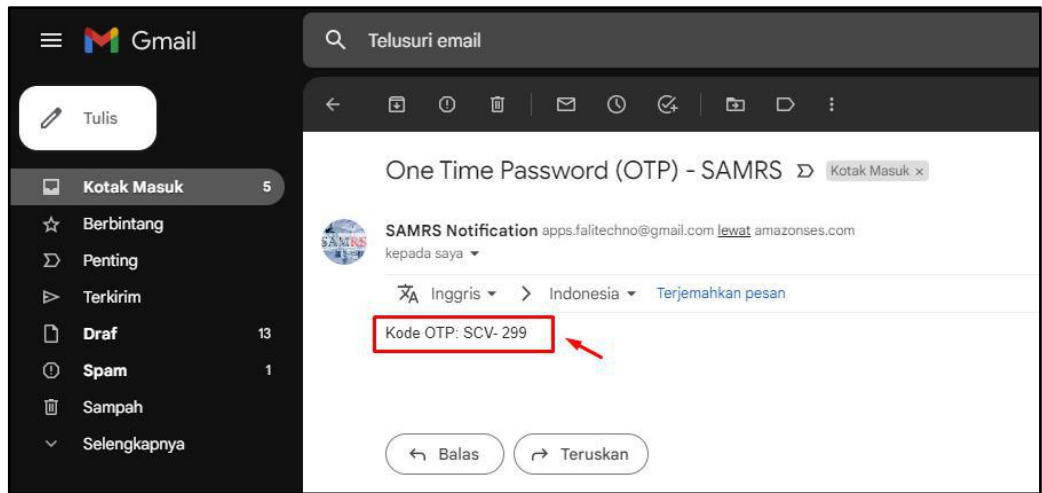 Gmail
Telusuri email
Tulis
Kotak Masuk 5
Berbintang
Penting
Terkirim
Draf 13
Spam 1
Sampah
Selengkapnya
One Time Password (OTP) - SAMRS Kotak Masuk ×
SAMRS
SAMRS Notification apps.falitechno@gmail.com lewat amazonses.com
kepada saya
Inggris > Indonesia Terjemahkan pesan
Kode OTP: SCV- 299
Balas Teruskan